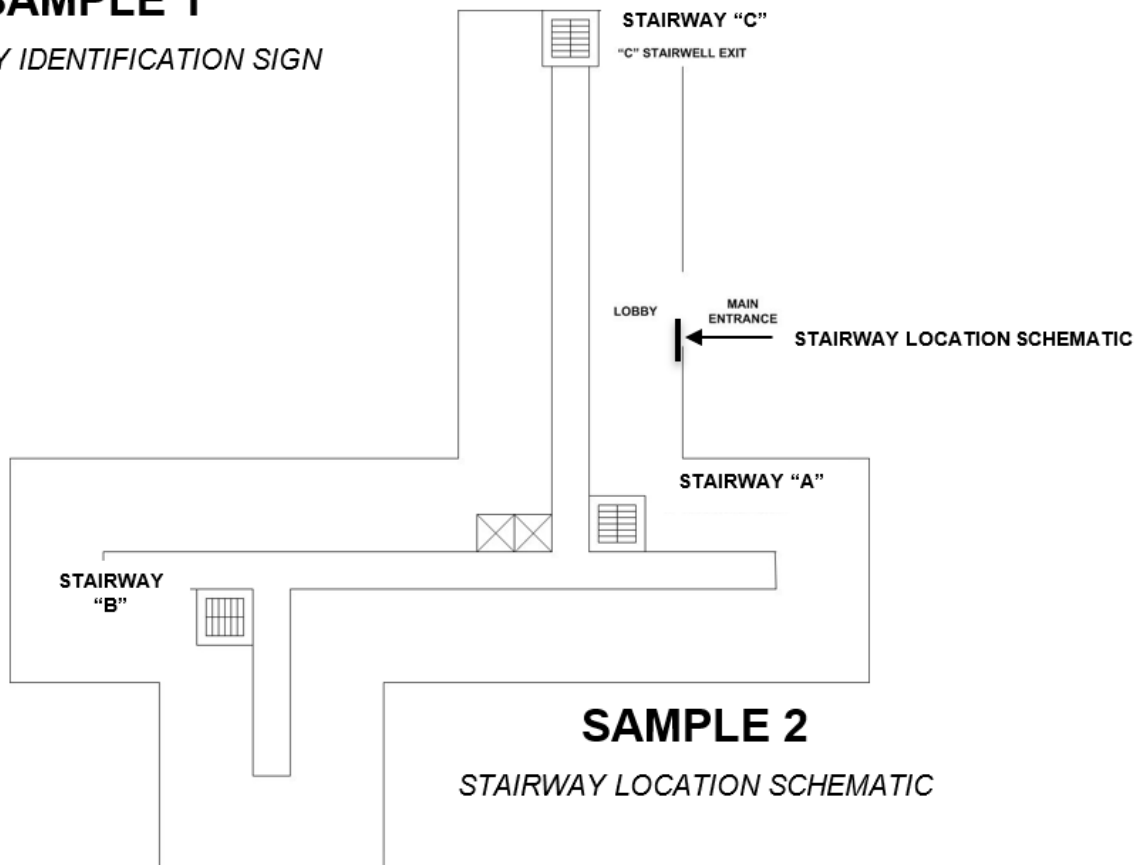 SAMPLE 1
Y IDENTIFICATION SIGN
STAIRWAY “C”
“C” STAIRWELL EXIT
LOBBY
MAIN
ENTRANCE
STAIRWAY LOCATION SCHEMATIC
STAIRWAY “A”
STAIRWAY
“B”
SAMPLE 2
STAIRWAY LOCATION SCHEMATIC